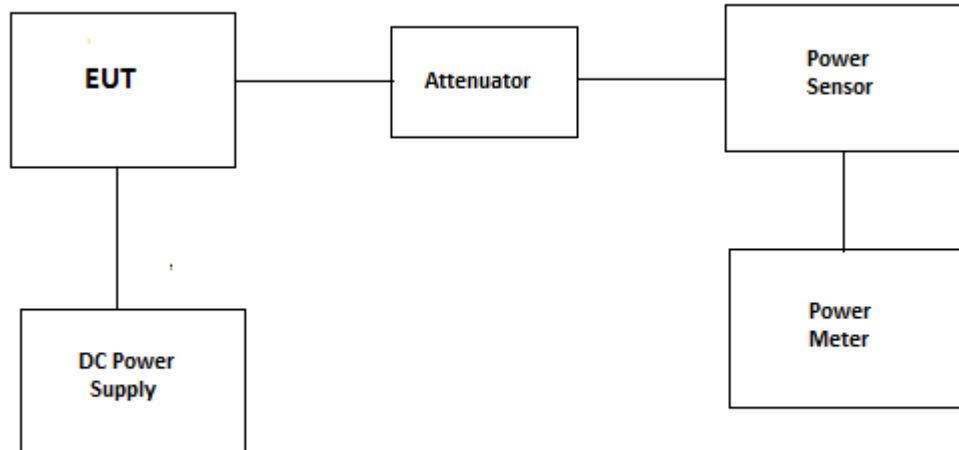 EUT
Attenuator
Power
Sensor
DC Power
Supply
Power
Meter